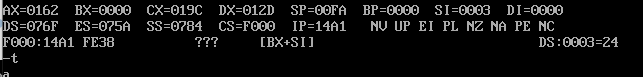 AX=0162  BX=0000  CX=019C  DX=012D  SP=00FA  BP=0000  SI=0003  DI=0000
DS=076F  ES=075A  SS=0784  CS=F000  IP=14A1   NV UP EI PL NZ NA PE NC
F000:14A1 FE38          ???     [BX+SI]                            DS:0003=24
-t
a